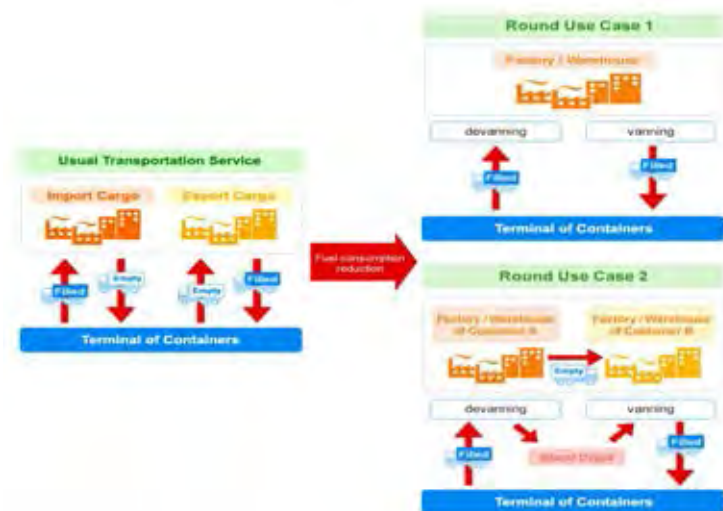 Usual Transportation Service
Import Cargo
Export Cargo
Filled
Empty
Empty
Filled
Terminal of Containers
Fuel consumption
reduction
Round Use Case 1
Factory / Warehouse
devanning
vanning
Filled
Filled
Terminal of Containers
Round Use Case 2
Factory / Warehouse
of Customer A
Factory / Warehouse
of Customer B
Empty
devanning
vanning
Filled
Filled
Terminal of Containers